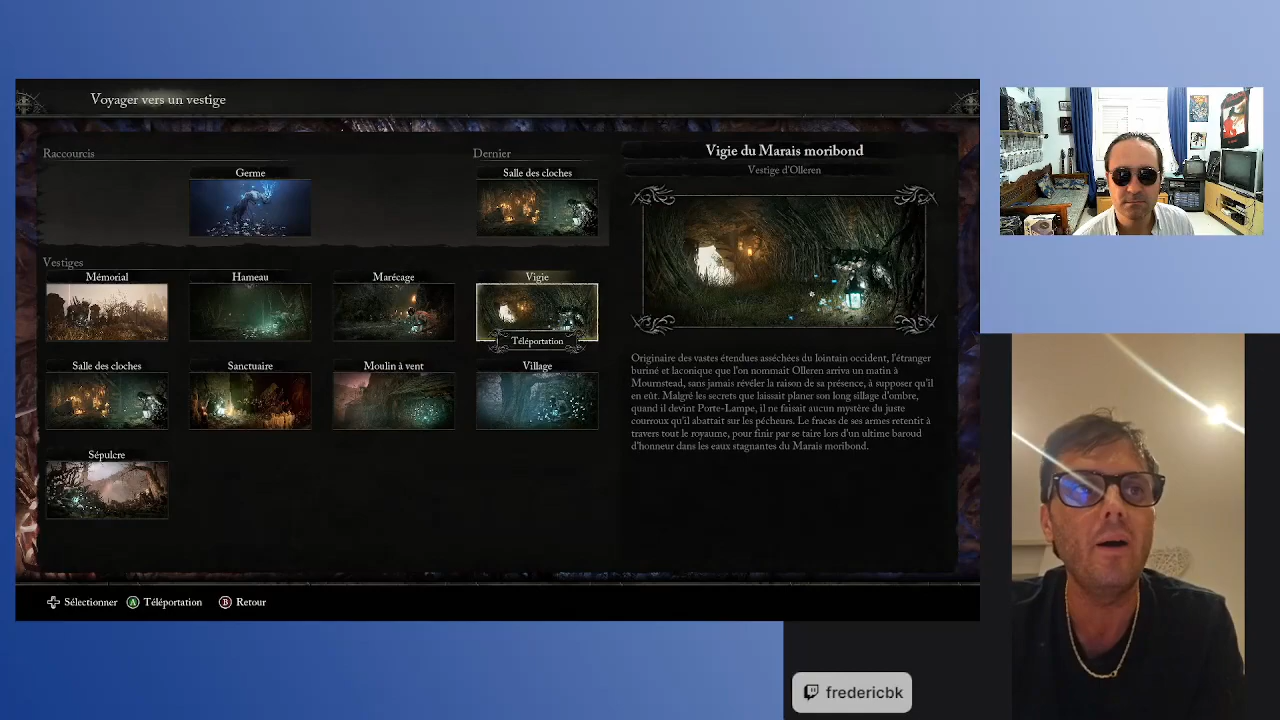 Voyager vers un vestige
Raccourcis
Dernier
Germe
Salle des cloches
Vestiges
Mémorial
Hameau
Marécage
Vigie
Téléportation
Salle des cloches
Sanctuaire
Moulin à vent
Village
Sépulcre
Vigie du Marais moribond
Vestige d'Olleren
Originaire des vastes étendues asséchées du lointain occident, l'étranger
buriné et laconique que l'on nommait Olleren arriva un matin à
Mournstead, sans jamais révéler la raison de sa présence, à supposer qu'il
en eût. Malgré les secrets que laissait planer son long sillage d'ombre,
quand il devint Porte-Lampe, il ne faisait aucun mystère du juste
courroux qu'il abattait sur les pécheurs. Le fracas de ses armes retentit à
travers tout le royaume, pour finir par se taire lors d'un ultime baroud
d'honneur dans les eaux stagnantes du Marais moribond.
Sélectionner
A Téléportation
B Retour
fredericbk